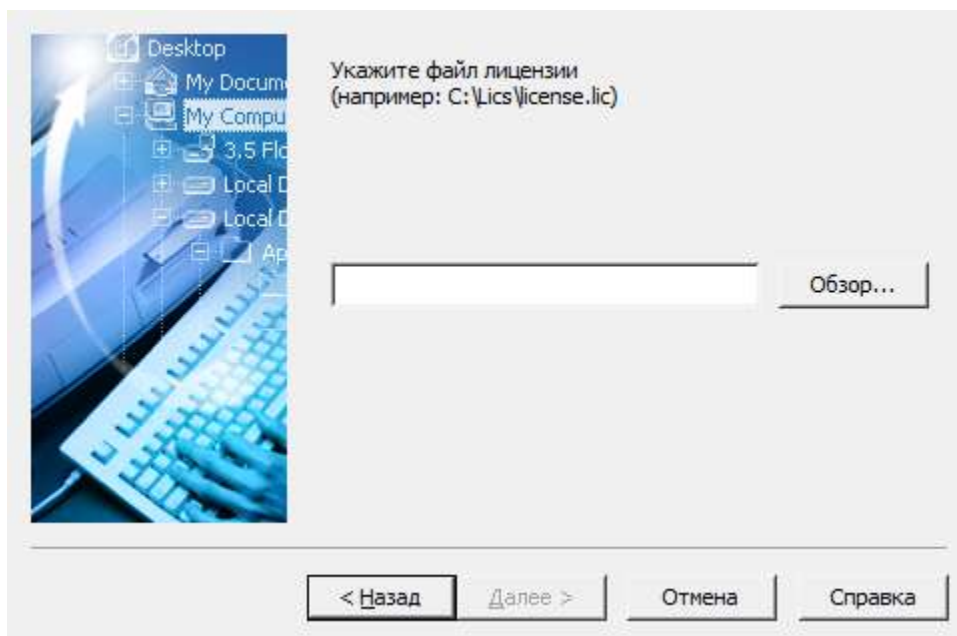 Desktop
My Docume
My Compu
3.5 Flo
Local D
Local D
Ap
Укажите файл лицензии
(например: C:\Lics\license.lic)
Обзор...
< Назад
Далее >
Отмена
Справка